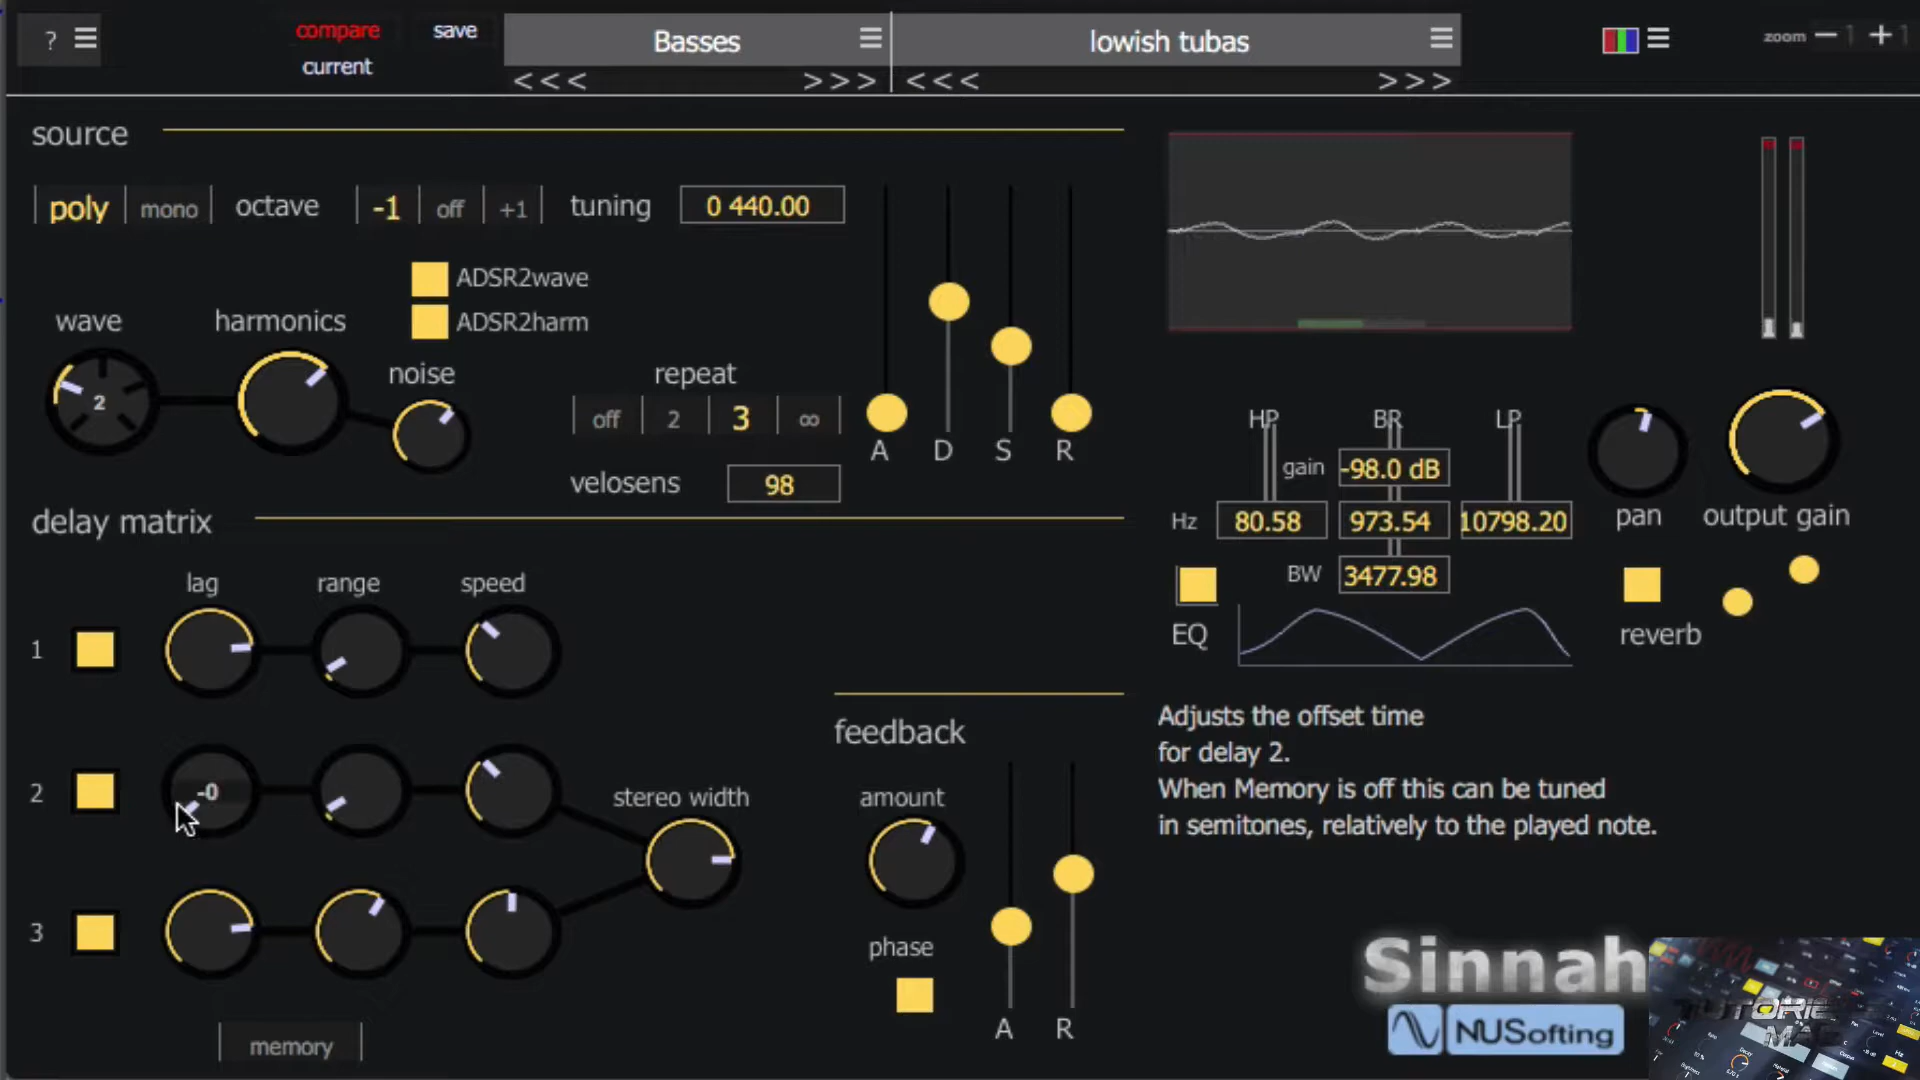 ? compare save Basses lowish tubas zoom − 1 + 1
current <<< >>> <<< >>>
source
poly mono octave -1 off +1 tuning 0 440.00
ADSR2wave
wave harmonics ADSR2harm
noise repeat
2 off 2 3 ∞
A D S R
velosens 98
HP BR LP
gain -98.0 dB
Hz 80.58 973.54 10798.20 pan output gain
BW 3477.98
EQ reverb
delay matrix
lag range speed
1
2 -0
3
stereo width
memory
feedback
amount
phase
A R
Adjusts the offset time
for delay 2.
When Memory is off this can be tuned
in semitones, relatively to the played note.
Sinnah
NUSofting